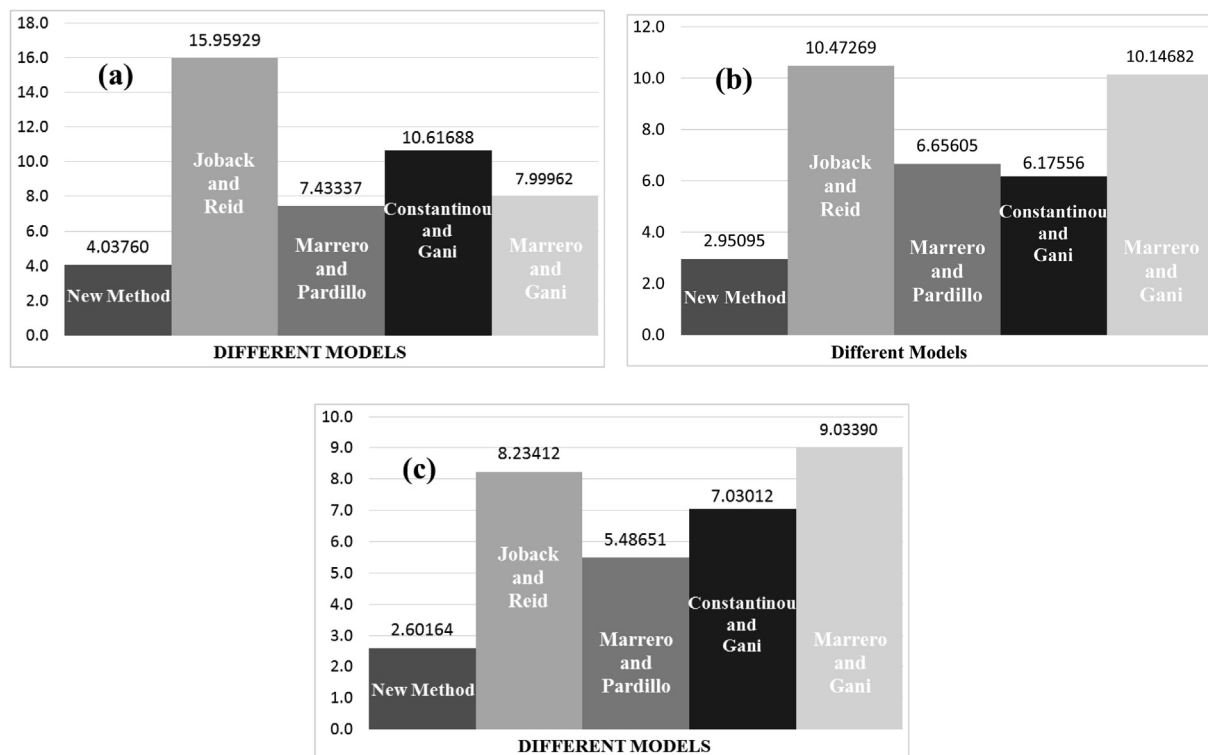 18.0
16.0
14.0
12.0
10.0
8.0
6.0
4.0
2.0
0.0
(a)
4.03760
15.95929
7.43337
10.61688
7.99962
New Method
Joback
and
Reid
Marrero
and
Pardillo
Constantinou
and
Gani
Marrero
and
Gani
DIFFERENT MODELS
12.0
10.0
8.0
6.0
4.0
2.0
0.0
(b)
2.95095
10.47269
6.65605
6.17556
10.14682
New Method
Joback
and
Reid
Marrero
and
Pardillo
Constantinou
and
Gani
Marrero
and
Gani
Different Models
10.0
9.0
8.0
7.0
6.0
5.0
4.0
3.0
2.0
1.0
0.0
(c)
2.60164
8.23412
5.48651
7.03012
9.03390
New Method
Joback
and
Reid
Marrero
and
Pardillo
Constantinou
and
Gani
Marrero
and
Gani
DIFFERENT MODELS